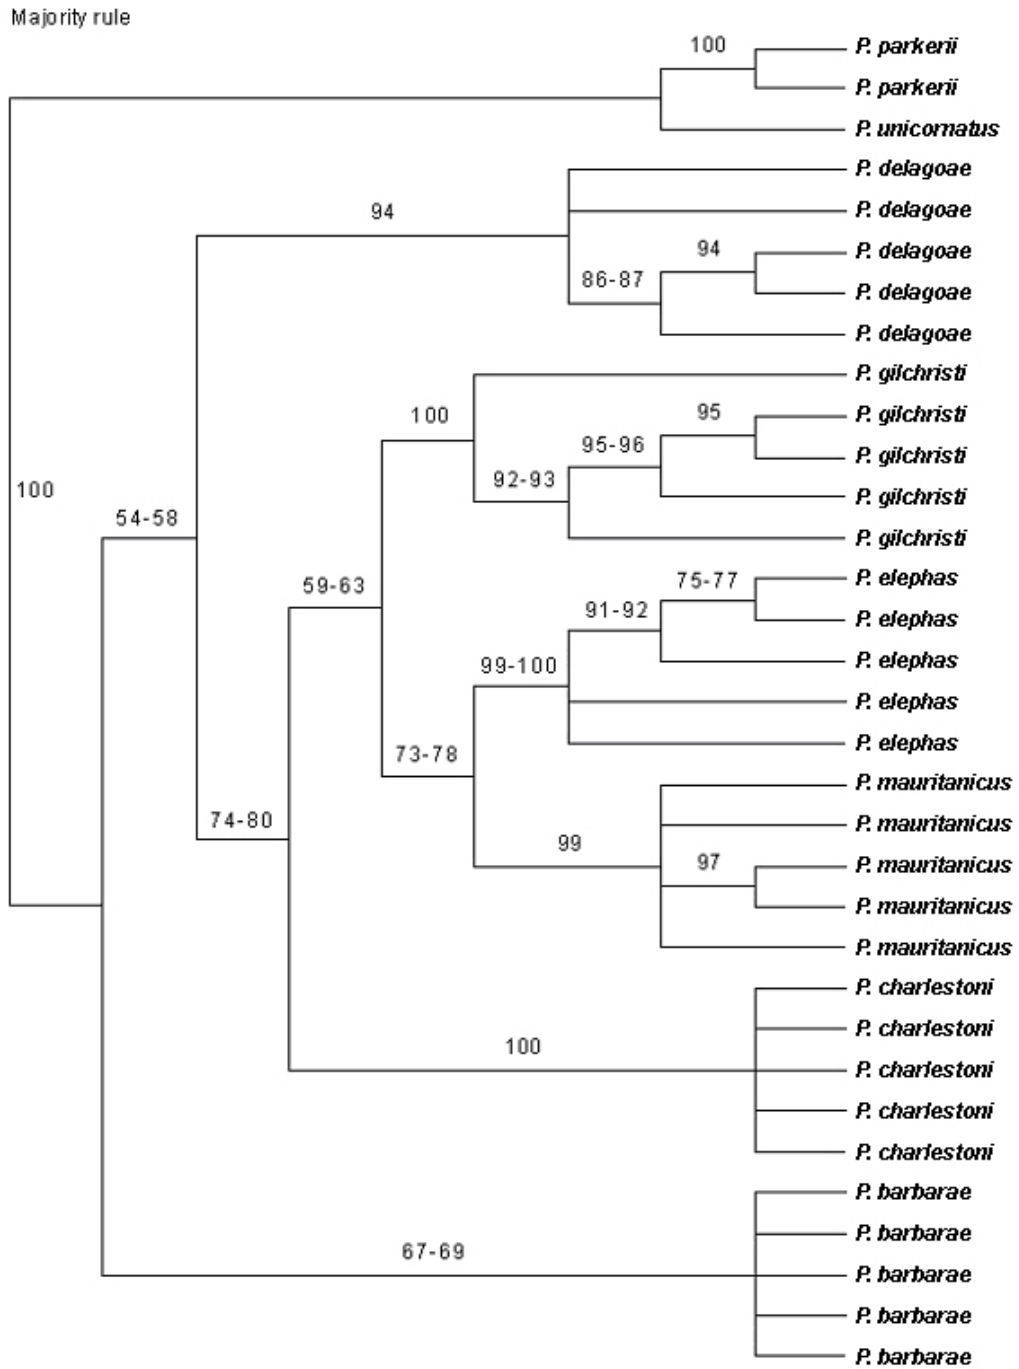 Majority rule
100
P. parkerii
P. parkerii
P. unicornatus
P. delagoae
94
P. delagoae
94
P. delagoae
86-87
P. delagoae
P. delagoae
P. gilchristi
100
95
P. gilchristi
95-96
P. gilchristi
92-93
100
P. gilchristi
54-58
P. gilchristi
59-63
75-77
P. elephas
91-92
P. elephas
99-100
P. elephas
P. elephas
73-78
P. elephas
P. mauritanicus
74-80
P. mauritanicus
99
97
P. mauritanicus
P. mauritanicus
P. mauritanicus
P. charlestoni
P. charlestoni
100
P. charlestoni
P. charlestoni
P. charlestoni
P. barbarae
67-69
P. barbarae
P. barbarae
P. barbarae
P. barbarae